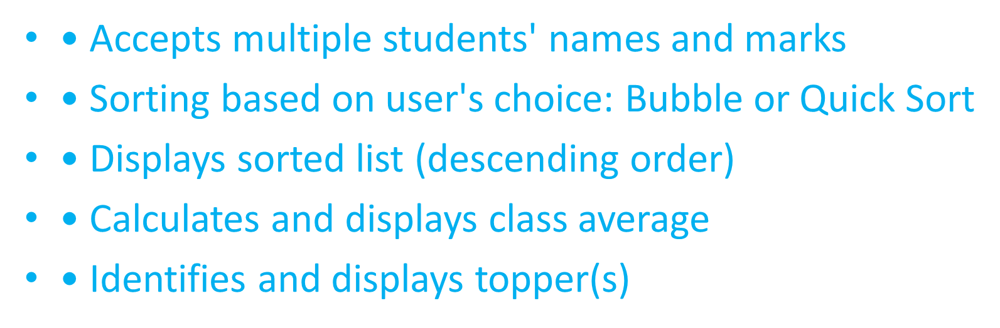 • • Accepts multiple students' names and marks
• • Sorting based on user's choice: Bubble or Quick Sort
• • Displays sorted list (descending order)
• • Calculates and displays class average
• • Identifies and displays topper(s)